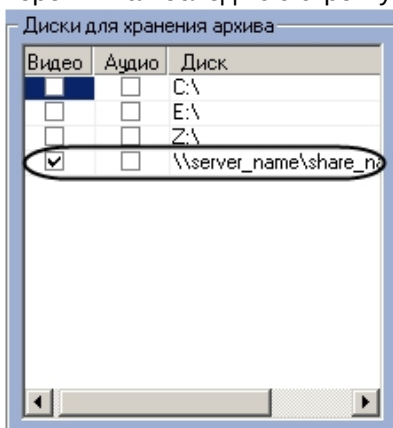 Диски для хранения архива
Видео Аудио Диск
C:\
E:\
Z:\
\\server_name\share_na